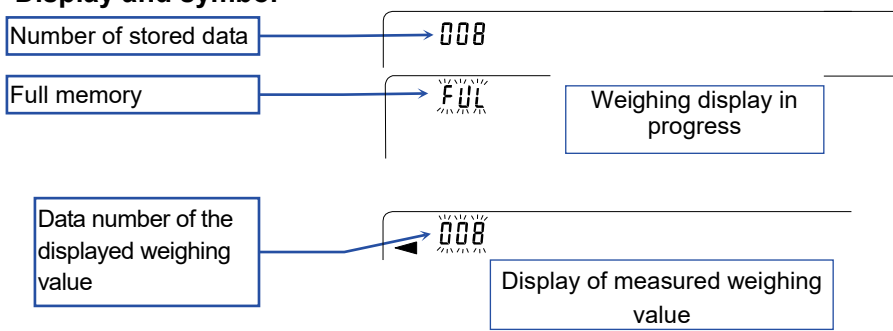 Display and symbol
Number of stored data
008
Full memory
FUL
Weighing display in
progress
Data number of the
displayed weighing
value
008
Display of measured weighing
value